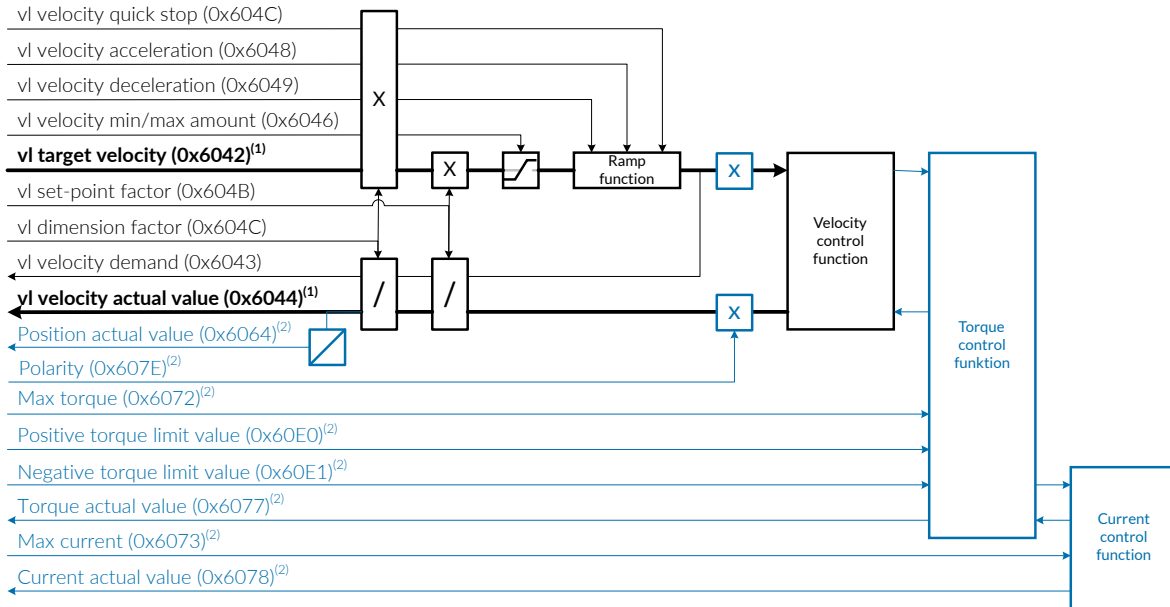 vl velocity quick stop (0x604C)
vl velocity acceleration (0x6048)
vl velocity deceleration (0x6049)
vl velocity min/max amount (0x6046)
vl target velocity (0x6042)(1)
vl set-point factor (0x604B)
vl dimension factor (0x604C)
vl velocity demand (0x6043)
vl velocity actual value (0x6044)(1)
Position actual value (0x6064)(2)
Polarity (0x607E)(2)
Max torque (0x6072)(2)
Positive torque limit value (0x60E0)(2)
Negative torque limit value (0x60E1)(2)
Torque actual value (0x6077)(2)
Max current (0x6073)(2)
Current actual value (0x6078)(2)
X
X
Ramp
function
X
/
/
X
Velocity
control
function
Torque
control
funktion
Current
control
function